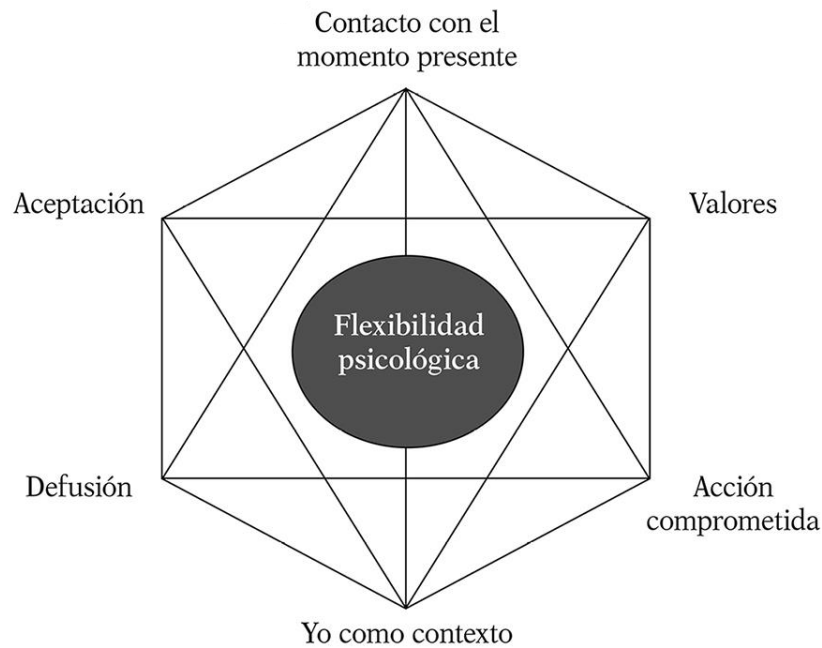 Contacto con el
momento presente
Aceptación
Valores
Flexibilidad
psicológica
Defusión
Acción
comprometida
Yo como contexto